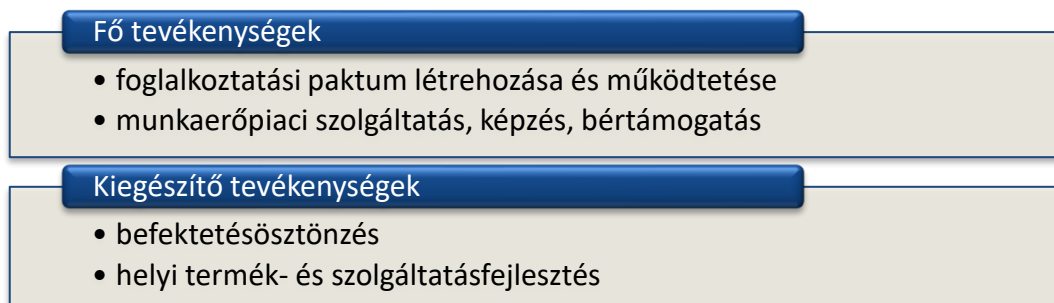 Fő tevékenységek
• foglalkoztatási paktum létrehozása és működtetése
• munkaerőpiaci szolgáltatás, képzés, bértámogatás
Kiegészítő tevékenységek
• befektetésösztönzés
• helyi termék- és szolgáltatásfejlesztés